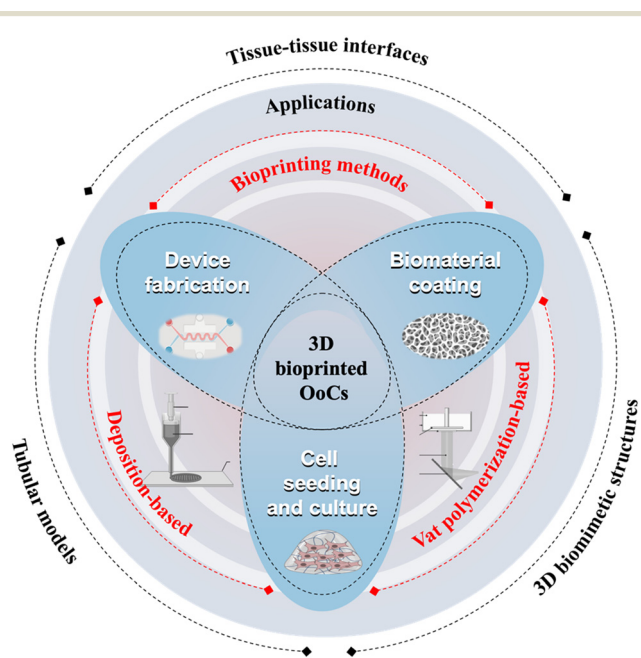 Tissue-tissue interfaces
Applications
Bioprinting methods
Device
fabrication
Biomaterial
coating
3D
bioprinted
OoCs
Deposition-based
Vat polymerization-based
Cell
seeding
and culture
Tubular models
3D biomimetic structures